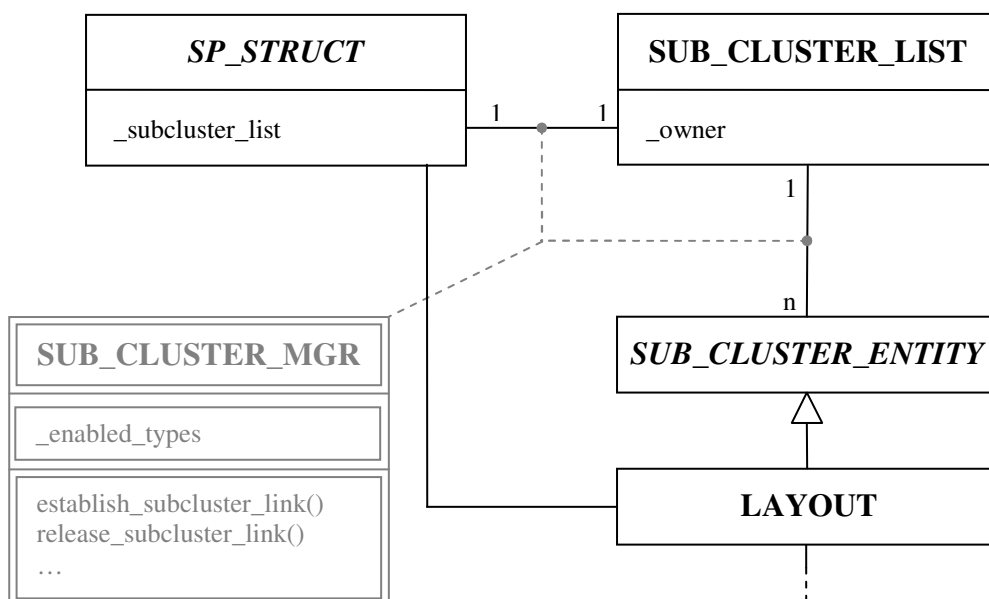 SP_STRUCT
_subcluster_list
1
1
SUB_CLUSTER_LIST
_owner
1
n
SUB_CLUSTER_MGR
_enabled_types
establish_subcluster_link()
release_subcluster_link()
…
SUB_CLUSTER_ENTITY
LAYOUT